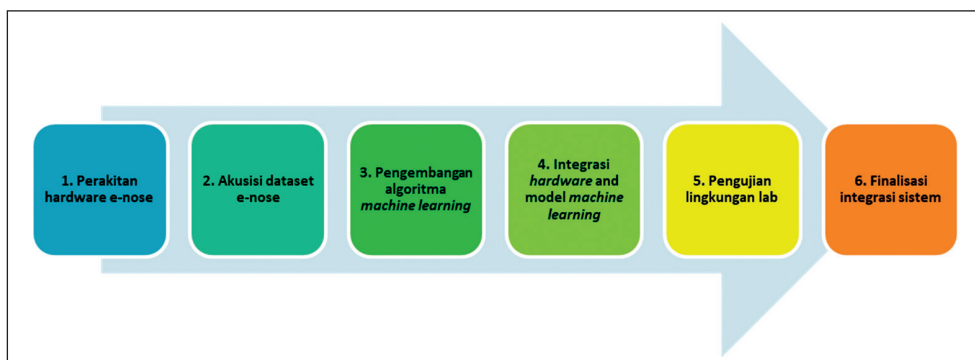 1. Perakitan
hardware e-nose
2. Akusisi dataset
e-nose
3. Pengembangan
algoritma
machine learning
4. Integrasi
hardware and
model machine
learning
5. Pengujian
lingkungan lab
6. Finalisasi
integrasi sistem